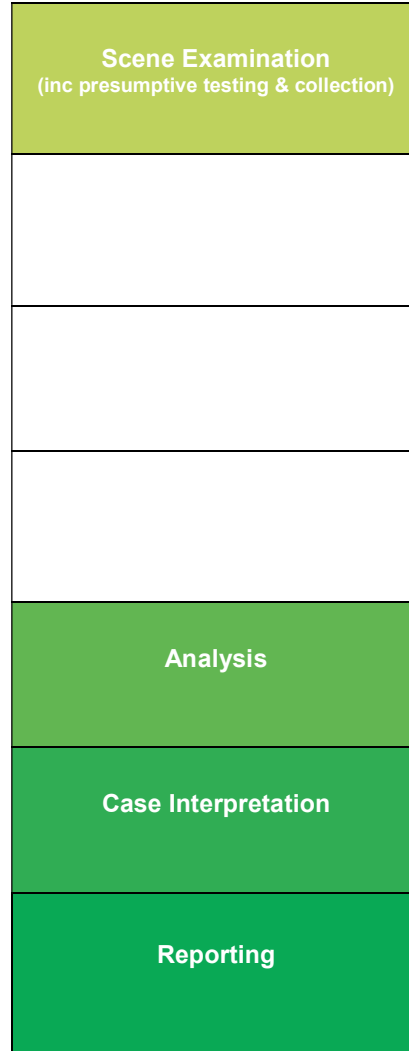 Scene Examination
(inc presumptive testing & collection)
Analysis
Case Interpretation
Reporting